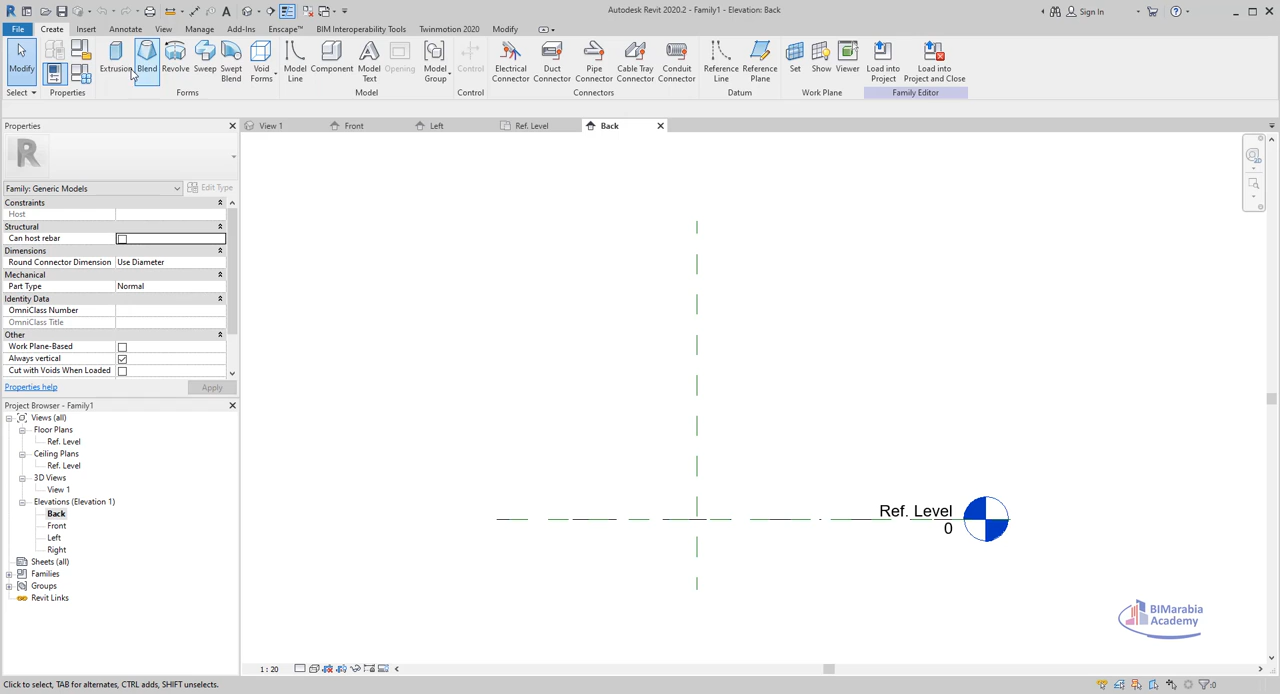 Autodesk Revit 2020.2 - Family1 - Elevation: Back
Sign In
File Create Insert Annotate View Manage Add-Ins Enscape™ BIM Interoperability Tools Twinmotion 2020 Modify
Modify
Extrusion Blend Revolve Sweep Swept Blend Void Forms
Model Line Component Model Text Opening Model Group
Control
Electrical Connector Duct Connector Pipe Connector Cable Tray Connector Conduit Connector
Reference Line Reference Plane
Set Show Viewer
Load into Project Load into Project and Close
Select Properties Forms Model Control Connectors Datum Work Plane Family Editor
Properties
View 1 Front Left Ref. Level Back
R
Family: Generic Models Edit Type
Constraints
Host
Structural
Can host rebar
Dimensions
Round Connector Dimension Use Diameter
Mechanical
Part Type Normal
Identity Data
OmniClass Number
OmniClass Title
Other
Work Plane-Based
Always vertical
Cut with Voids When Loaded
Properties help Apply
Project Browser - Family1
Views (all)
Floor Plans
Ref. Level
Ceiling Plans
Ref. Level
3D Views
View 1
Elevations (Elevation 1)
Back
Front
Left
Right
Sheets (all)
Families
Groups
Revit Links
Ref. Level
0
BIMarabia
Academy
1 : 20
Click to select, TAB for alternates, CTRL adds, SHIFT unselects.
:0